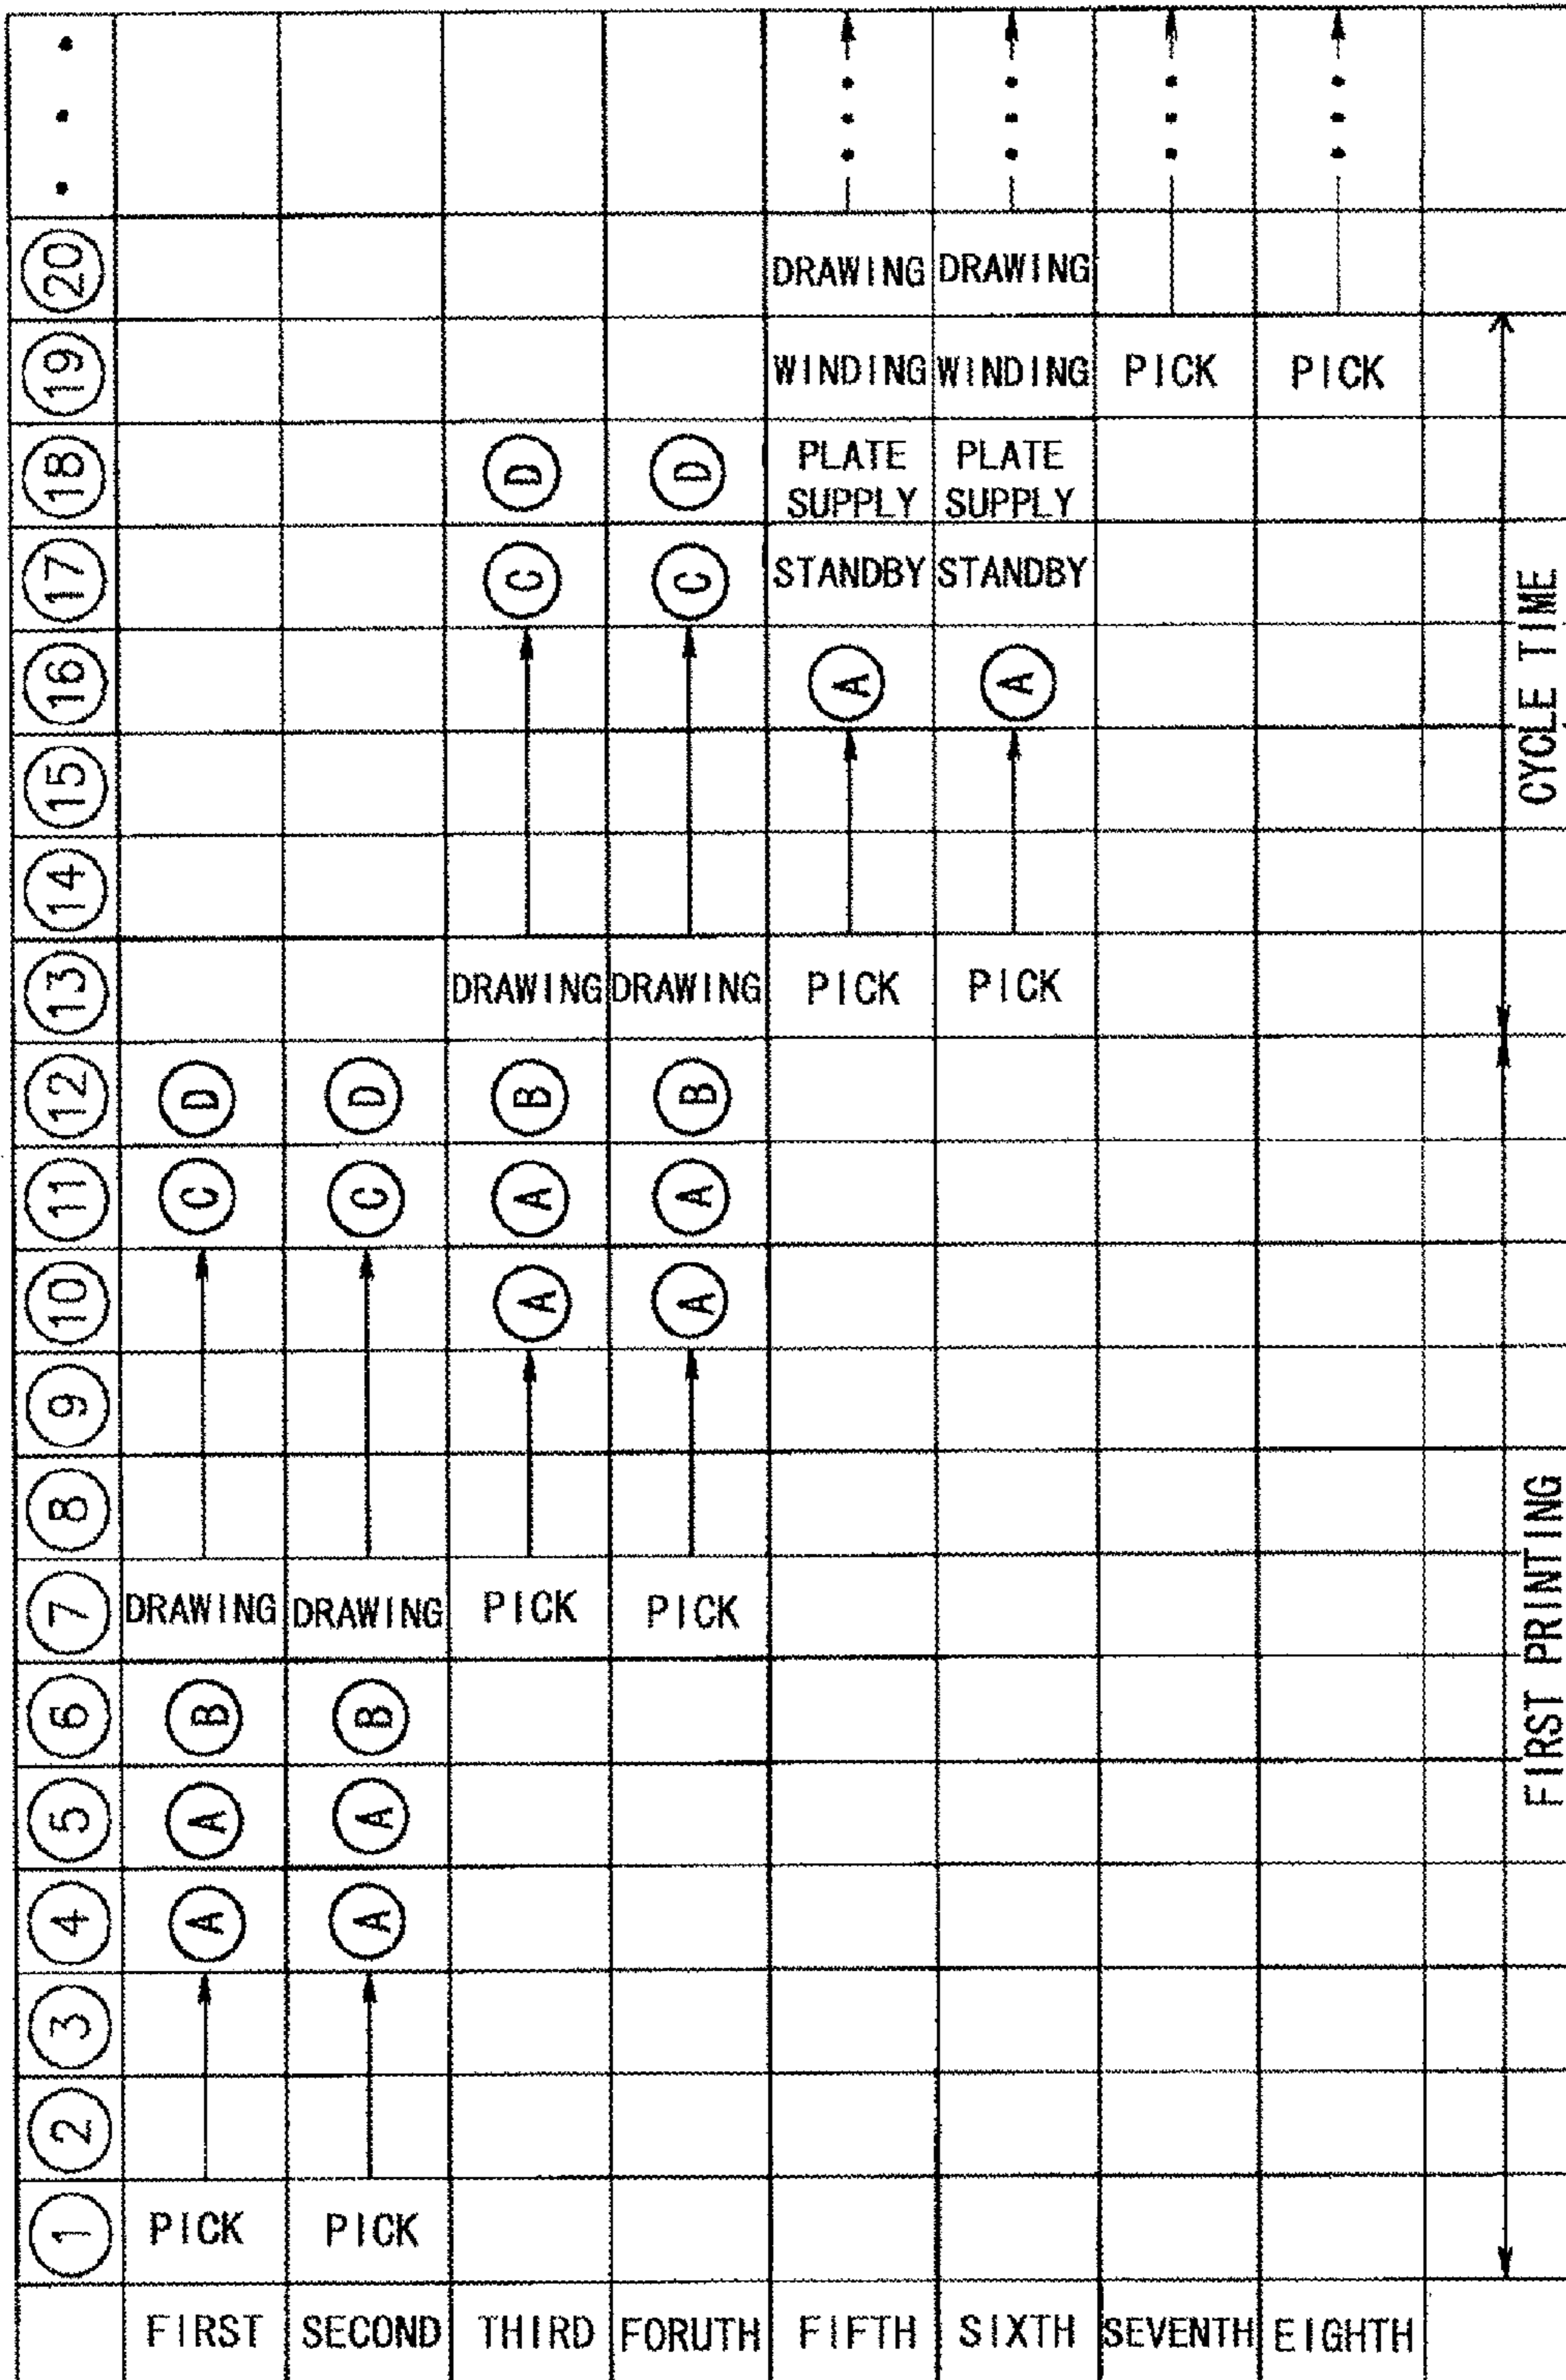 • • •
⑳ DRAWING DRAWING
⑲ WINDING WINDING PICK PICK
⑱ Ⓓ Ⓓ PLATE SUPPLY PLATE SUPPLY
⑰ Ⓒ Ⓒ STANDBY STANDBY
⑯ Ⓐ Ⓐ
⑮
⑭
⑬ DRAWING DRAWING PICK PICK
CYCLE TIME
⑫ Ⓓ Ⓓ Ⓑ Ⓑ
⑪ Ⓒ Ⓒ Ⓐ Ⓐ
⑩ Ⓐ Ⓐ
⑨
⑧
⑦ DRAWING DRAWING PICK PICK
⑥ Ⓑ Ⓑ
⑤ Ⓐ Ⓐ
④ Ⓐ Ⓐ
③
②
① PICK PICK
FIRST PRINTING
FIRST SECOND THIRD FORUTH FIFTH SIXTH SEVENTH EIGHTH